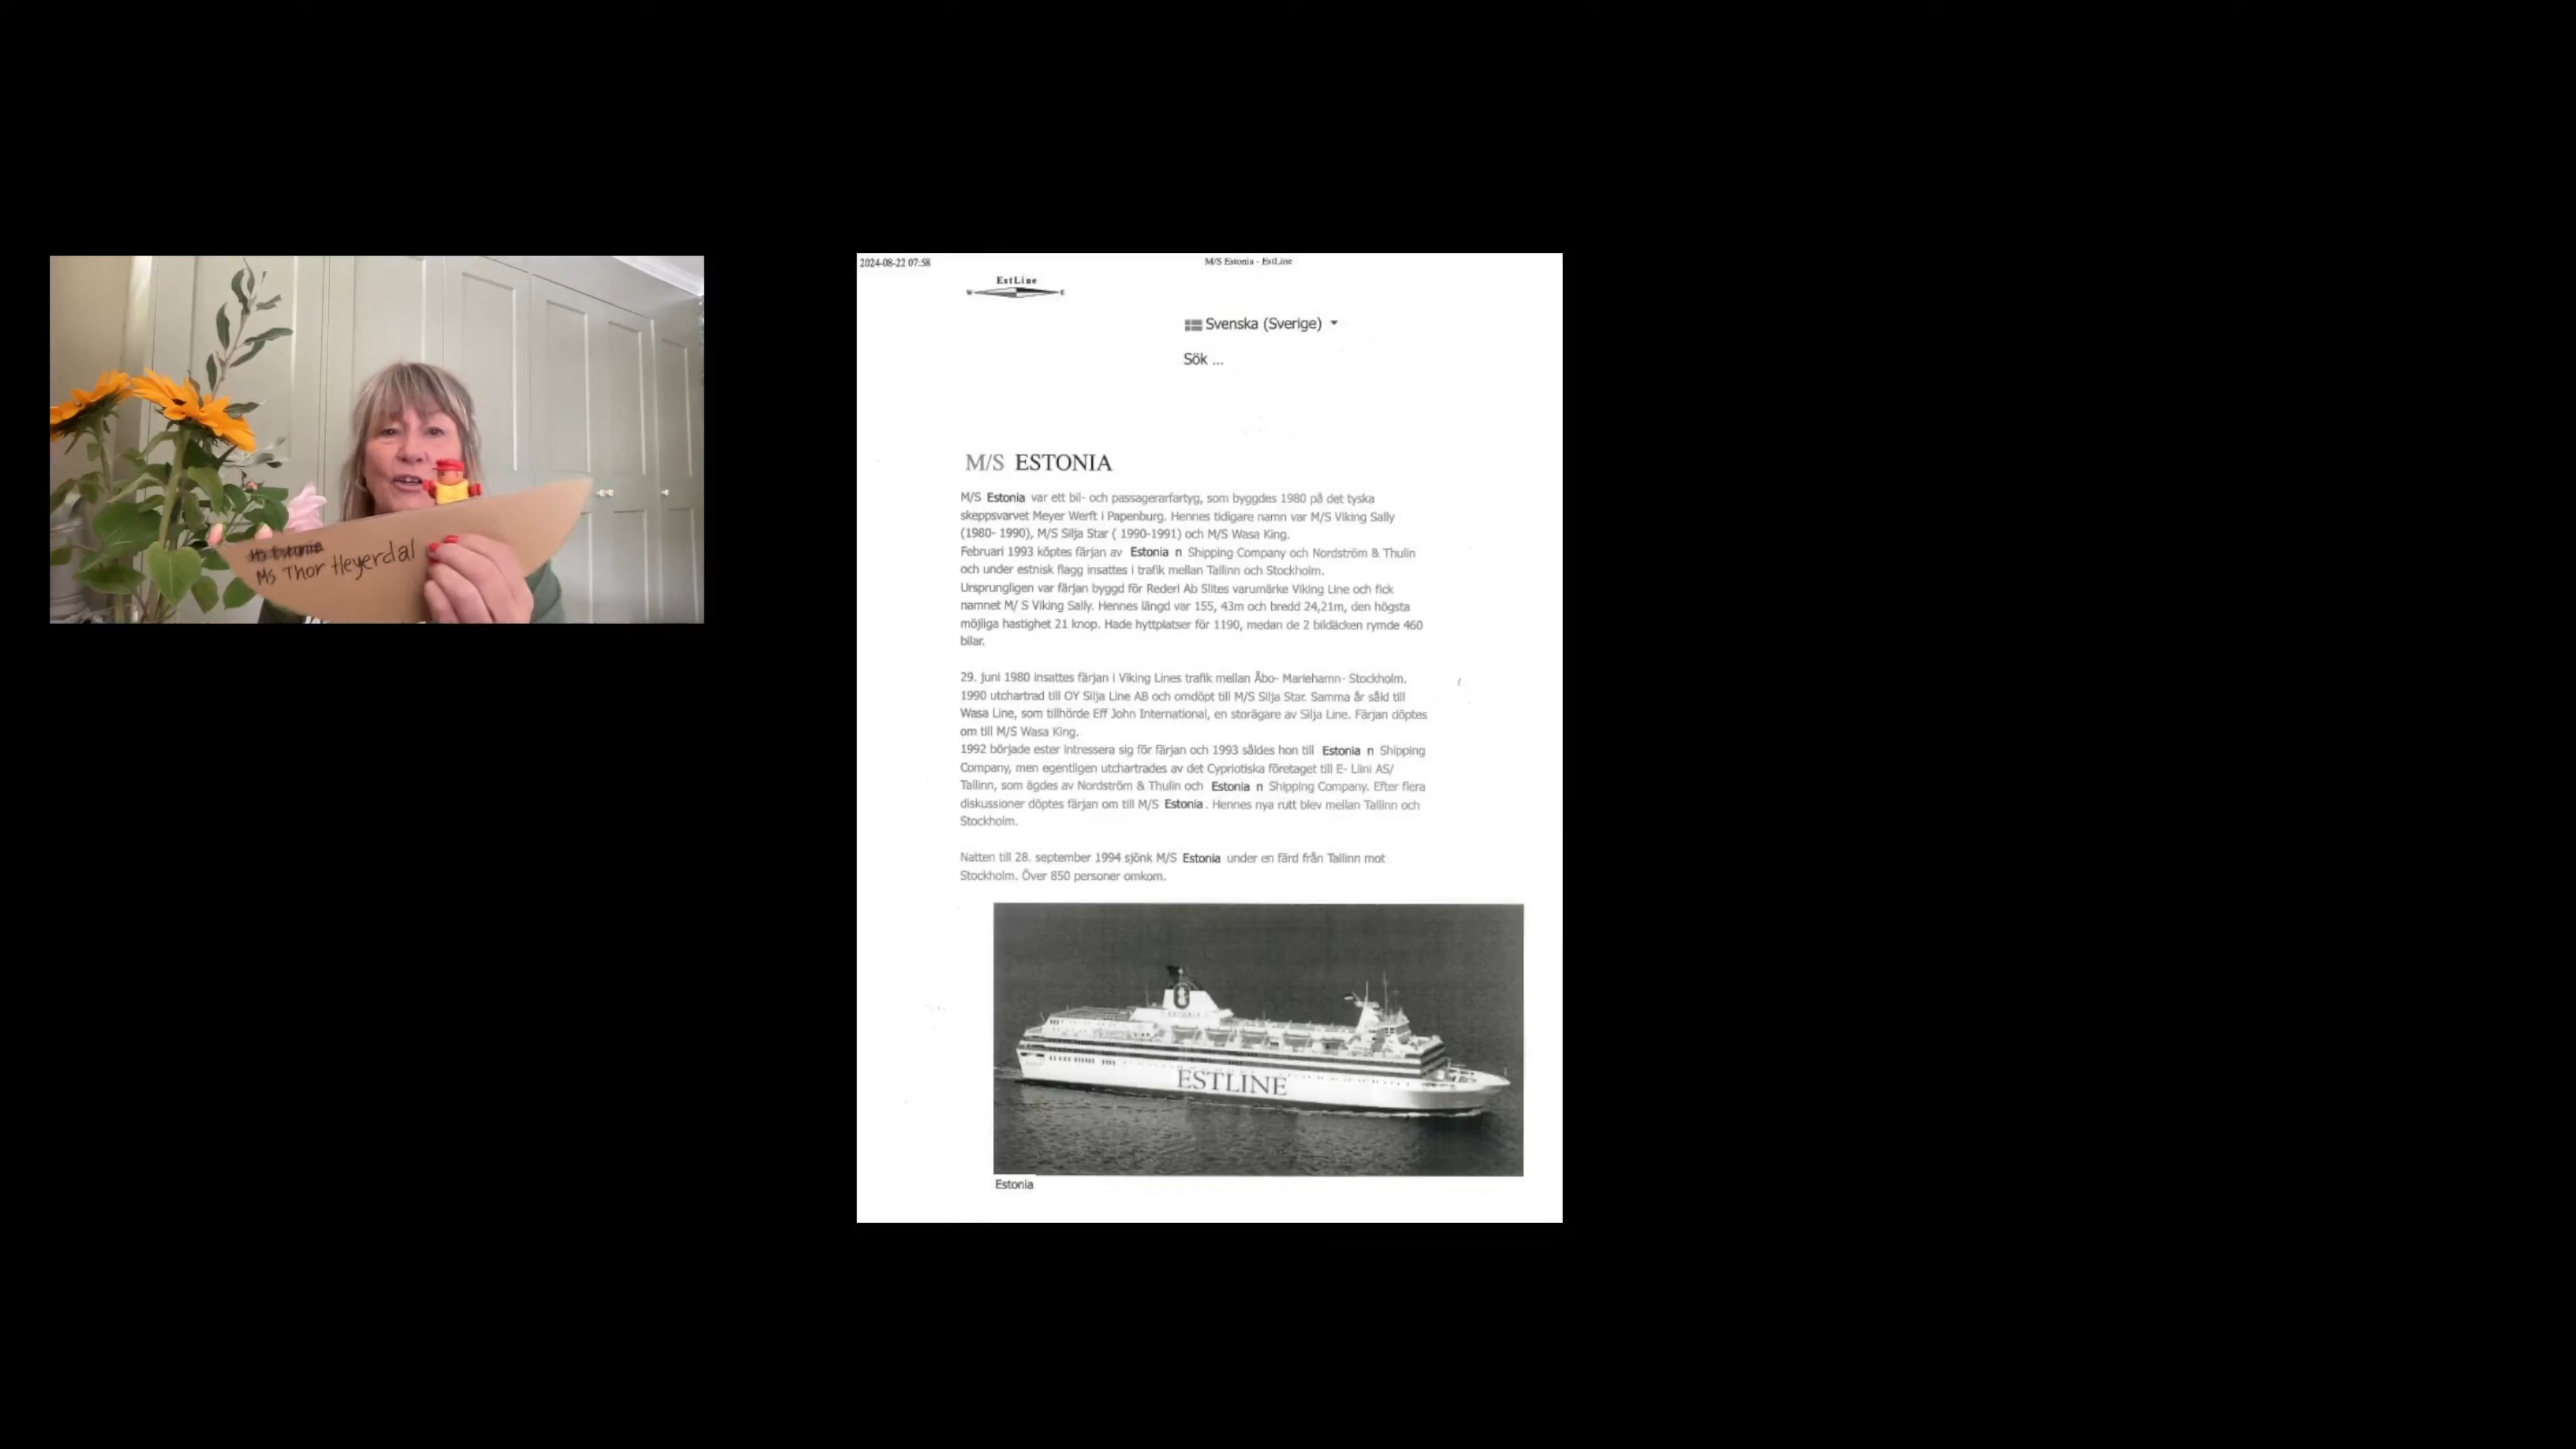 Ms Estonia
Ms Thor Heyerdal
2024-08-22 07:58
M/S Estonia - EstLine
EstLine
W E
Svenska (Sverige)
Sök ...
M/S ESTONIA
M/S Estonia var ett bil- och passagerarfartyg, som byggdes 1980 på det tyska
skeppsvarvet Meyer Werft i Papenburg. Hennes tidigare namn var M/S Viking Sally
(1980- 1990), M/S Silja Star ( 1990-1991) och M/S Wasa King.
Februari 1993 köptes färjan av Estonia n Shipping Company och Nordström & Thulin
och under estnisk flagg insattes i trafik mellan Tallinn och Stockholm.
Ursprungligen var färjan byggd för Rederi Ab Slites varumärke Viking Line och fick
namnet M/ S Viking Sally. Hennes längd var 155, 43m och bredd 24,21m, den högsta
möjliga hastighet 21 knop. Hade hyttplatser för 1190, medan de 2 bildäcken rymde 460
bilar.
29. juni 1980 insattes färjan i Viking Lines trafik mellan Åbo- Mariehamn- Stockholm.
1990 utchartrad till OY Silja Line AB och omdöpt till M/S Silja Star. Samma år såld till
Wasa Line, som tillhörde Eff John International, en storägare av Silja Line. Färjan döptes
om till M/S Wasa King.
1992 började ester intressera sig för färjan och 1993 såldes hon till Estonia n Shipping
Company, men egentligen utchartrades av det Cypriotiska företaget till E- Liini AS/
Tallinn, som ägdes av Nordström & Thulin och Estonia n Shipping Company. Efter flera
diskussioner döptes färjan om till M/S Estonia. Hennes nya rutt blev mellan Tallinn och
Stockholm.
Natten till 28. september 1994 sjönk M/S Estonia under en färd från Tallinn mot
Stockholm. Över 850 personer omkom.
ESTONIA
ESTLINE
Estonia